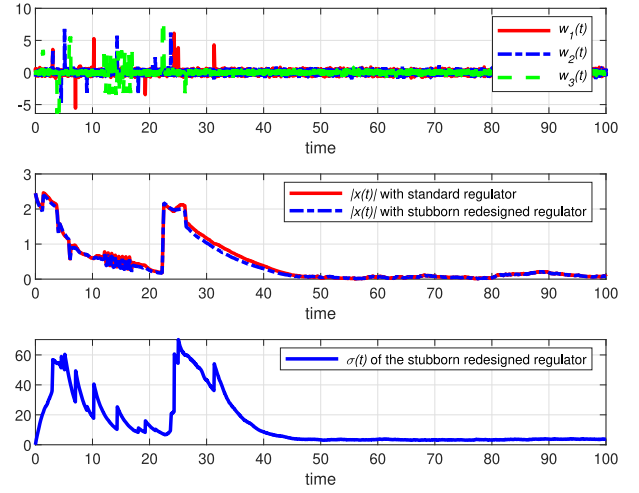 10
5
0
-5
w1(t)
w2(t)
w3(t)
0 10 20 30 40 50 60 70 80 90 100
time
3
2
1
0
|x(t)| with standard regulator
|x(t)| with stubborn redesigned regulator
0 10 20 30 40 50 60 70 80 90 100
time
60
40
20
0
σ(t) of the stubborn redesigned regulator
0 10 20 30 40 50 60 70 80 90 100
time